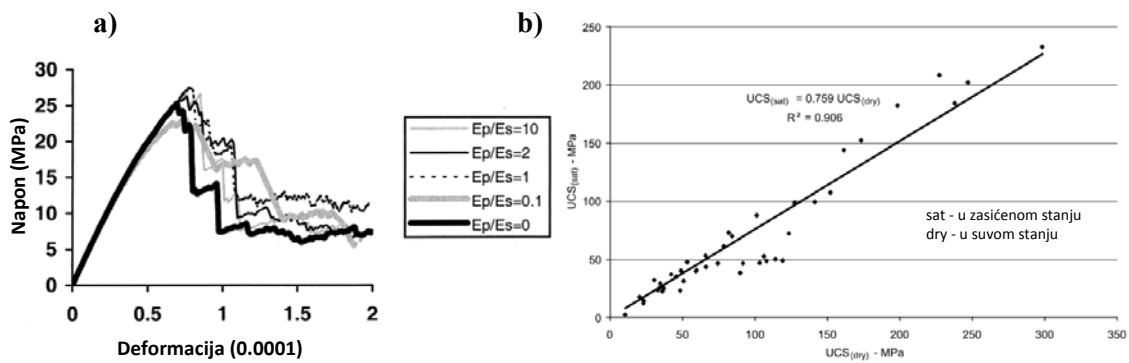 a)
Napon (MPa)
30
25
20
15
10
5
0
0
0.5
1
1.5
2
Deformacija (0.0001)
Ep/Es=10
Ep/Es=2
Ep/Es=1
Ep/Es=0.1
Ep/Es=0
b)
UCS(sat) - MPa
250
200
150
100
50
0
0
50
100
150
200
250
300
350
UCS(dry) - MPa
UCS(sat) = 0.759 UCS(dry)
R² = 0.906
sat - u zasićenom stanju
dry - u suvom stanju